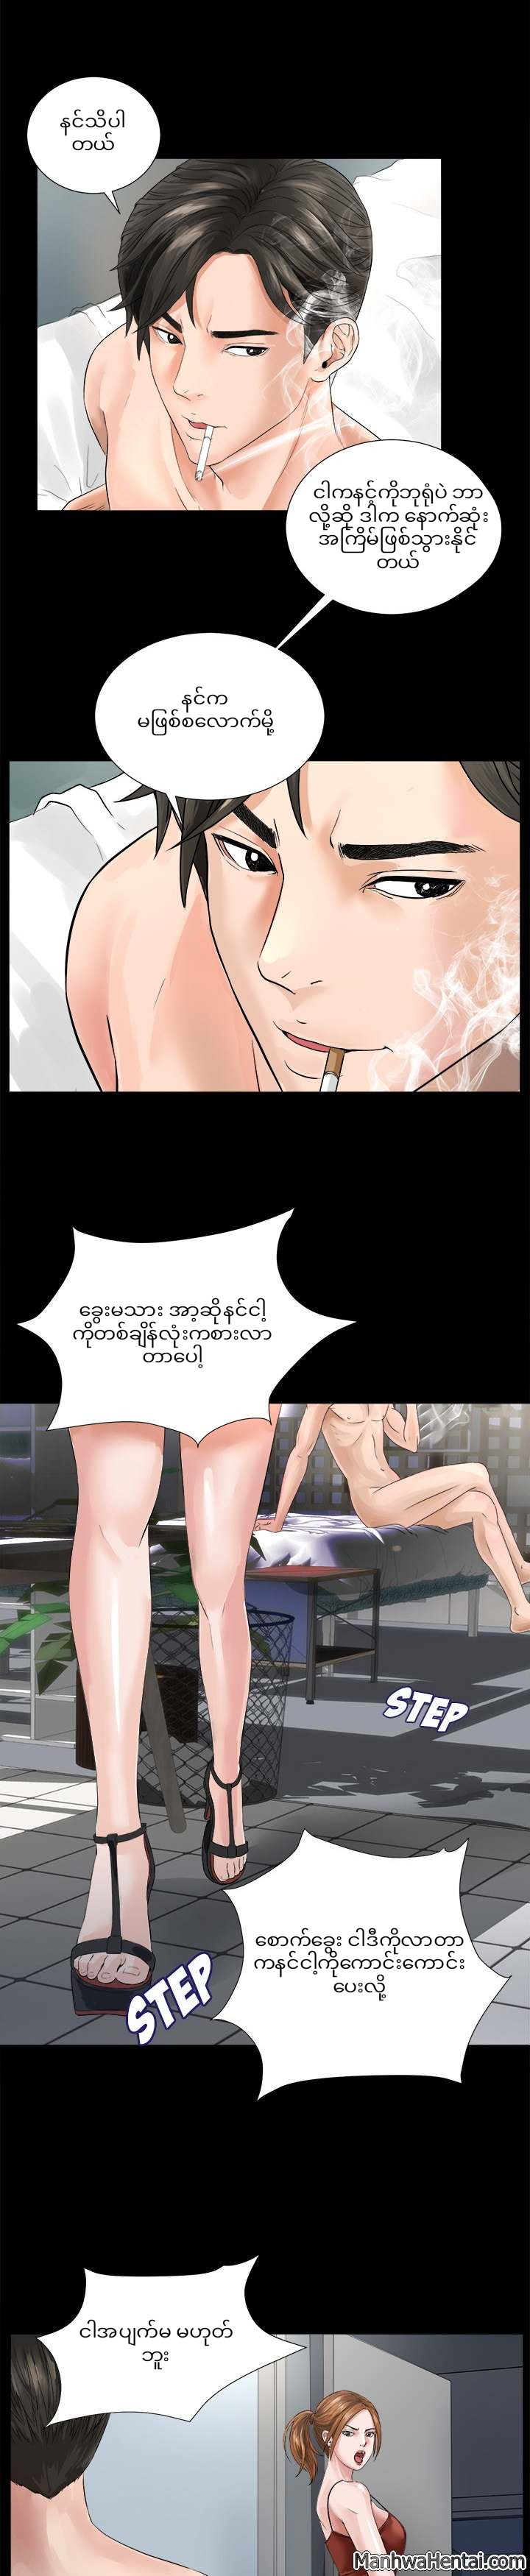 နင်သိပါ
တယ်
ငါကနင့်ကိုဘုရုံပဲ ဘာ
လို့ဆို ဒါက နောက်ဆုံး
အကြိမ်ဖြစ်သွားနိုင်
တယ်
နင်က
မဖြစ်စလောက်မို့
ခွေးမသား အာ့ဆိုနင်ငါ့
ကိုတစ်ချိန်လုံးကစားလာ
တာပေါ့
STEP
စောက်ခွေး ငါဒီကိုလာတာ
ကနင်ငါ့ကိုကောင်းကောင်း
ပေးလို့
STEP
ငါအပျက်မ မဟုတ်
ဘူး
ManhwaHentai.com